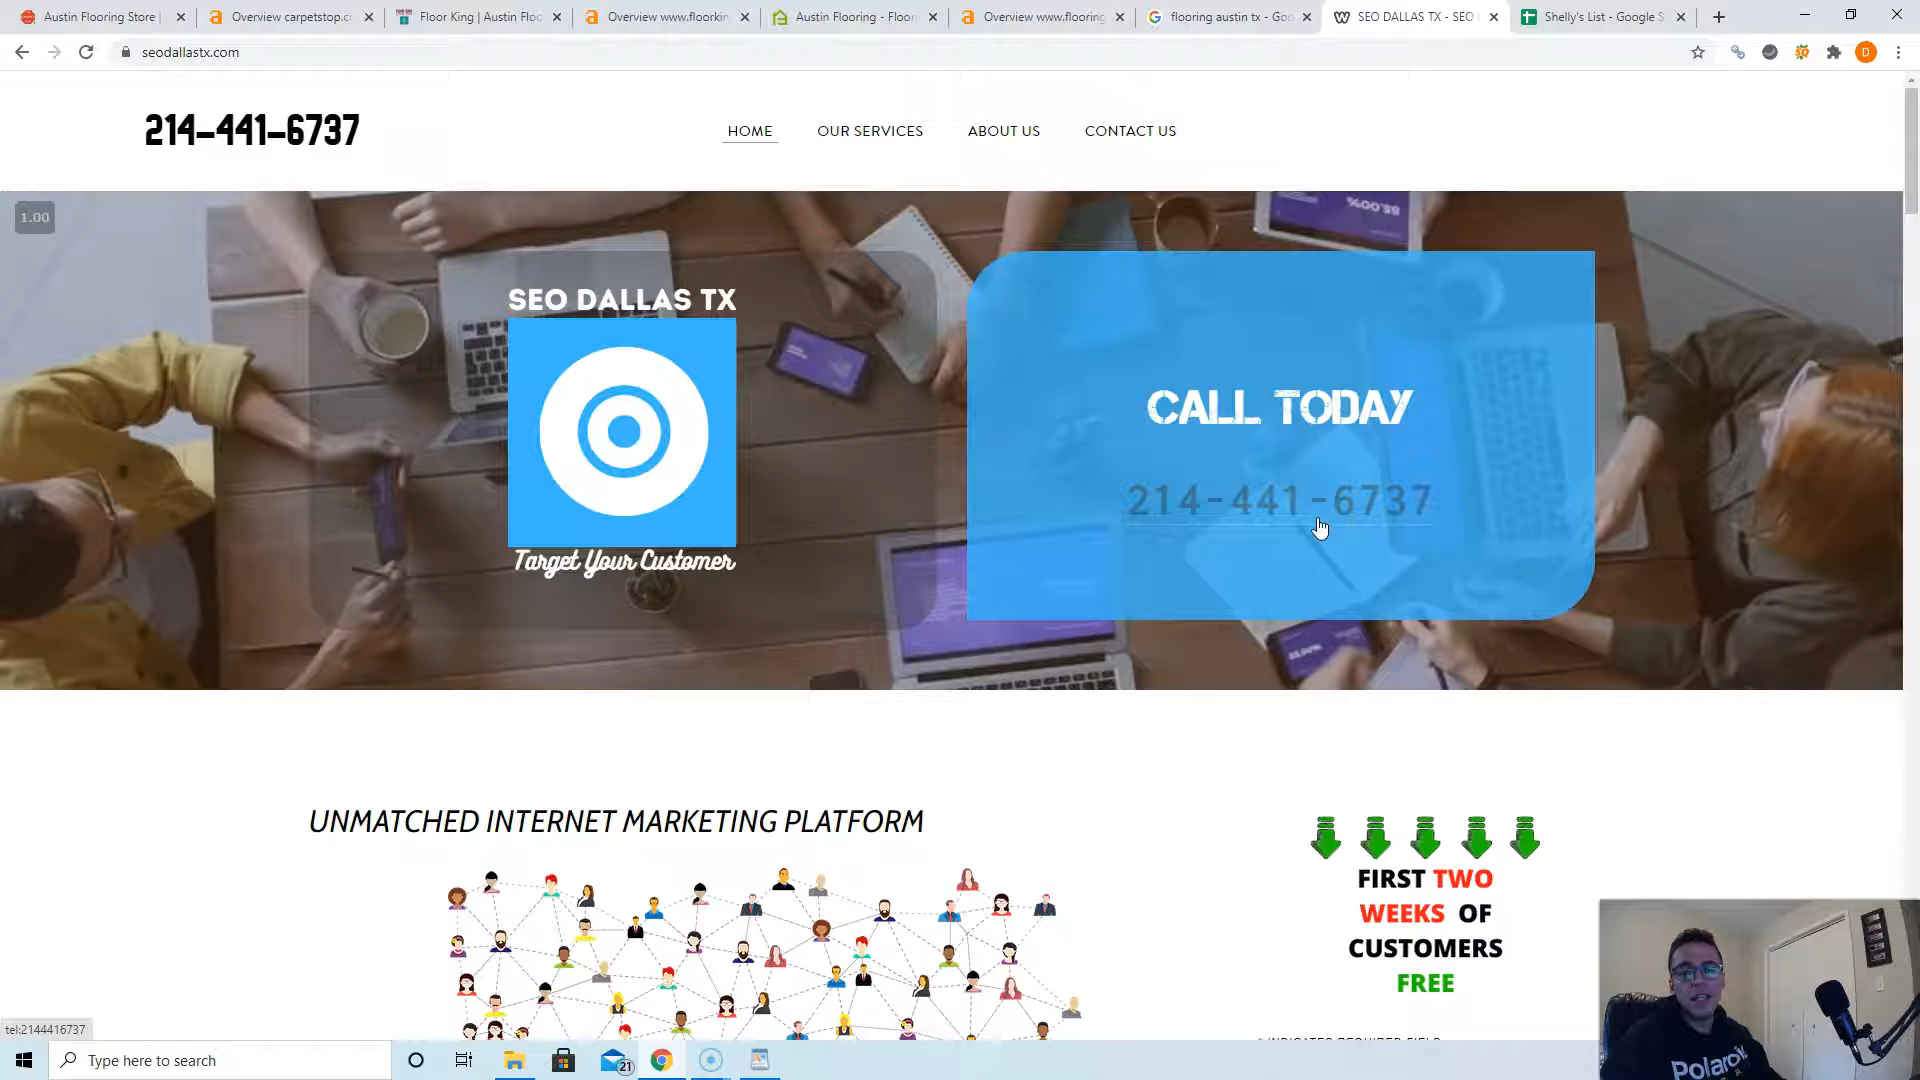 Austin Flooring Store |
Overview carpetstop.co
Floor King | Austin Floo
Overview www.floorkin
Austin Flooring - Floor
Overview www.flooring
flooring austin tx - Goo
SEO DALLAS TX - SEO
Shelly's List - Google S
seodallastx.com
D
214-441-6737
HOME
OUR SERVICES
ABOUT US
CONTACT US
1.00
SEO DALLAS TX
Target Your Customer
CALL TODAY
214-441-6737
UNMATCHED INTERNET MARKETING PLATFORM
FIRST TWO
WEEKS OF
CUSTOMERS
FREE
tel:2144416737
Type here to search
21